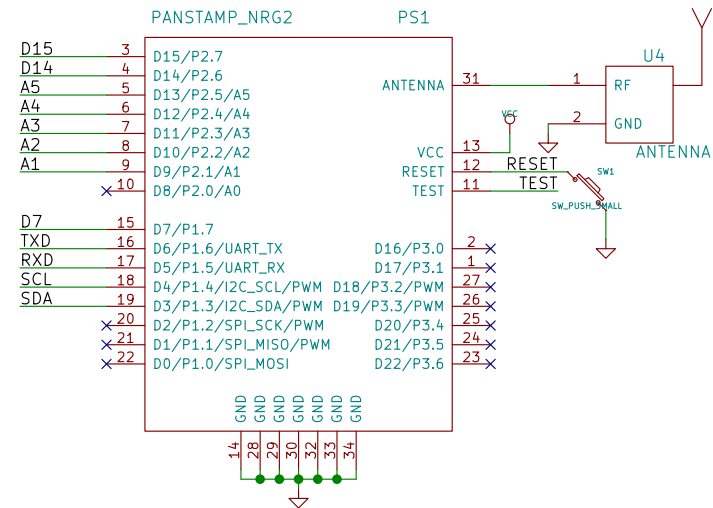 PANSTAMP_NRG2
PS1
U4
D15 3 D15/P2.7
D14 4 D14/P2.6
A5 5 D13/P2.5/A5
A4 6 D12/P2.4/A4
A3 7 D11/P2.3/A3
A2 8 D10/P2.2/A2
A1 9 D9/P2.1/A1
10 D8/P2.0/A0
D7 15 D7/P1.7
TXD 16 D6/P1.6/UART_TX
RXD 17 D5/P1.5/UART_RX
SCL 18 D4/P1.4/I2C_SCL/PWM
SDA 19 D3/P1.3/I2C_SDA/PWM
20 D2/P1.2/SPI_SCK/PWM
21 D1/P1.1/SPI_MISO/PWM
22 D0/P1.0/SPI_MOSI
ANTENNA 31
1 RF
2 GND
ANTENNA
VCC
VCC 13
RESET 12 RESET
TEST 11 TEST
SW1
SW_PUSH_SMALL
D16/P3.0 2
D17/P3.1 1
D18/P3.2/PWM 27
D19/P3.3/PWM 26
D20/P3.4 25
D21/P3.5 24
D22/P3.6 23
GND GND GND GND GND GND GND
14 28 29 30 32 33 34